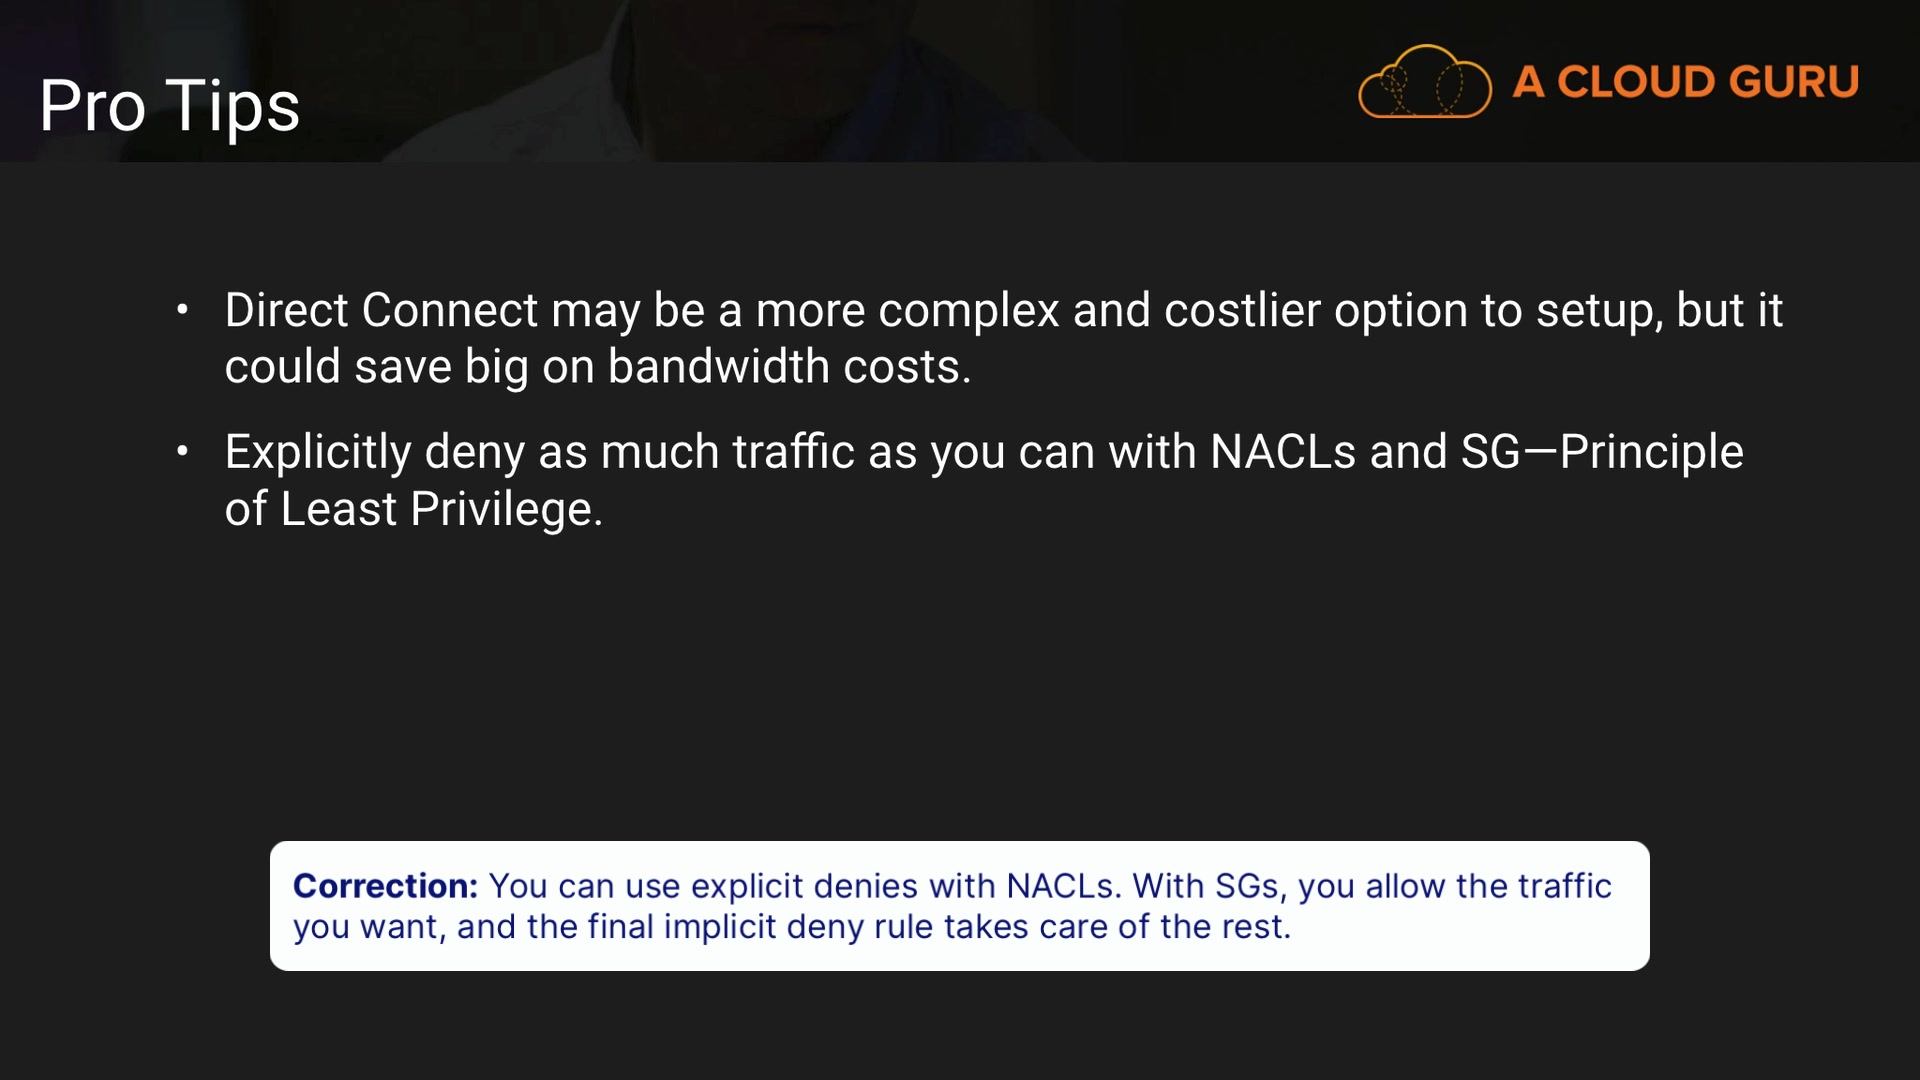 Pro Tips
A CLOUD GURU
• Direct Connect may be a more complex and costlier option to setup, but it
could save big on bandwidth costs.
• Explicitly deny as much traffic as you can with NACLs and SG—Principle
of Least Privilege.
Correction: You can use explicit denies with NACLs. With SGs, you allow the traffic
you want, and the final implicit deny rule takes care of the rest.